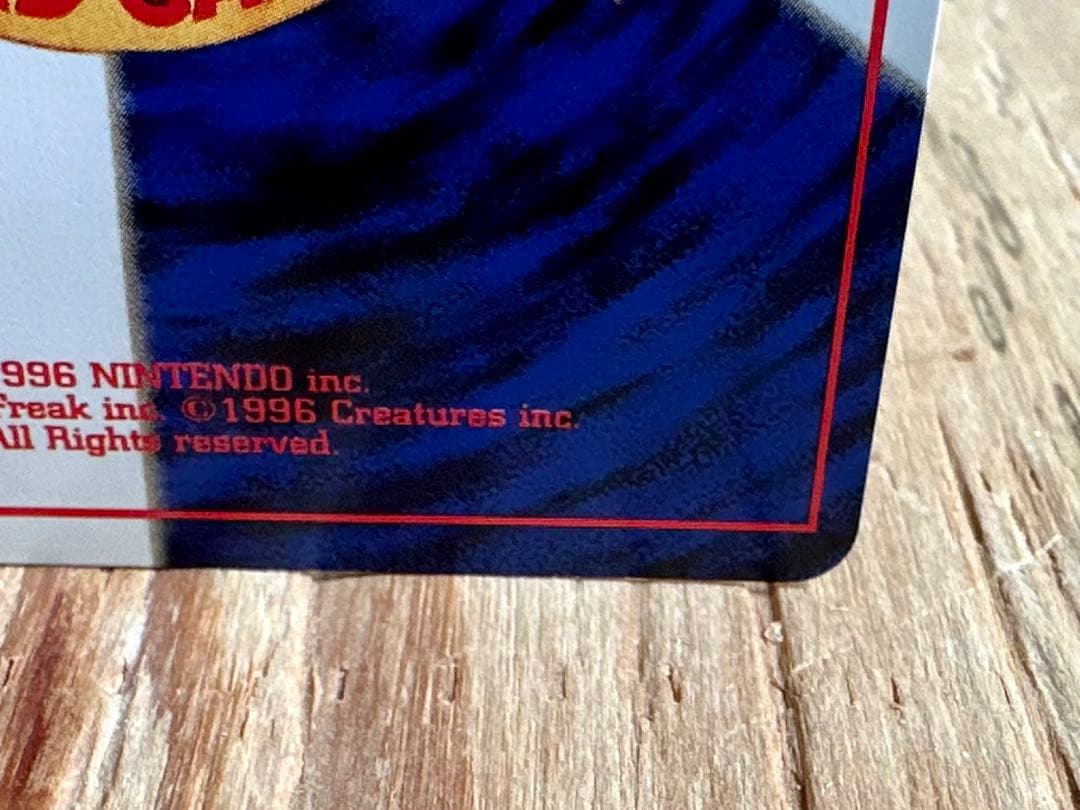 996 NINTENDO inc.
Freak inc. ©1996 Creatures inc.
All Rights reserved.